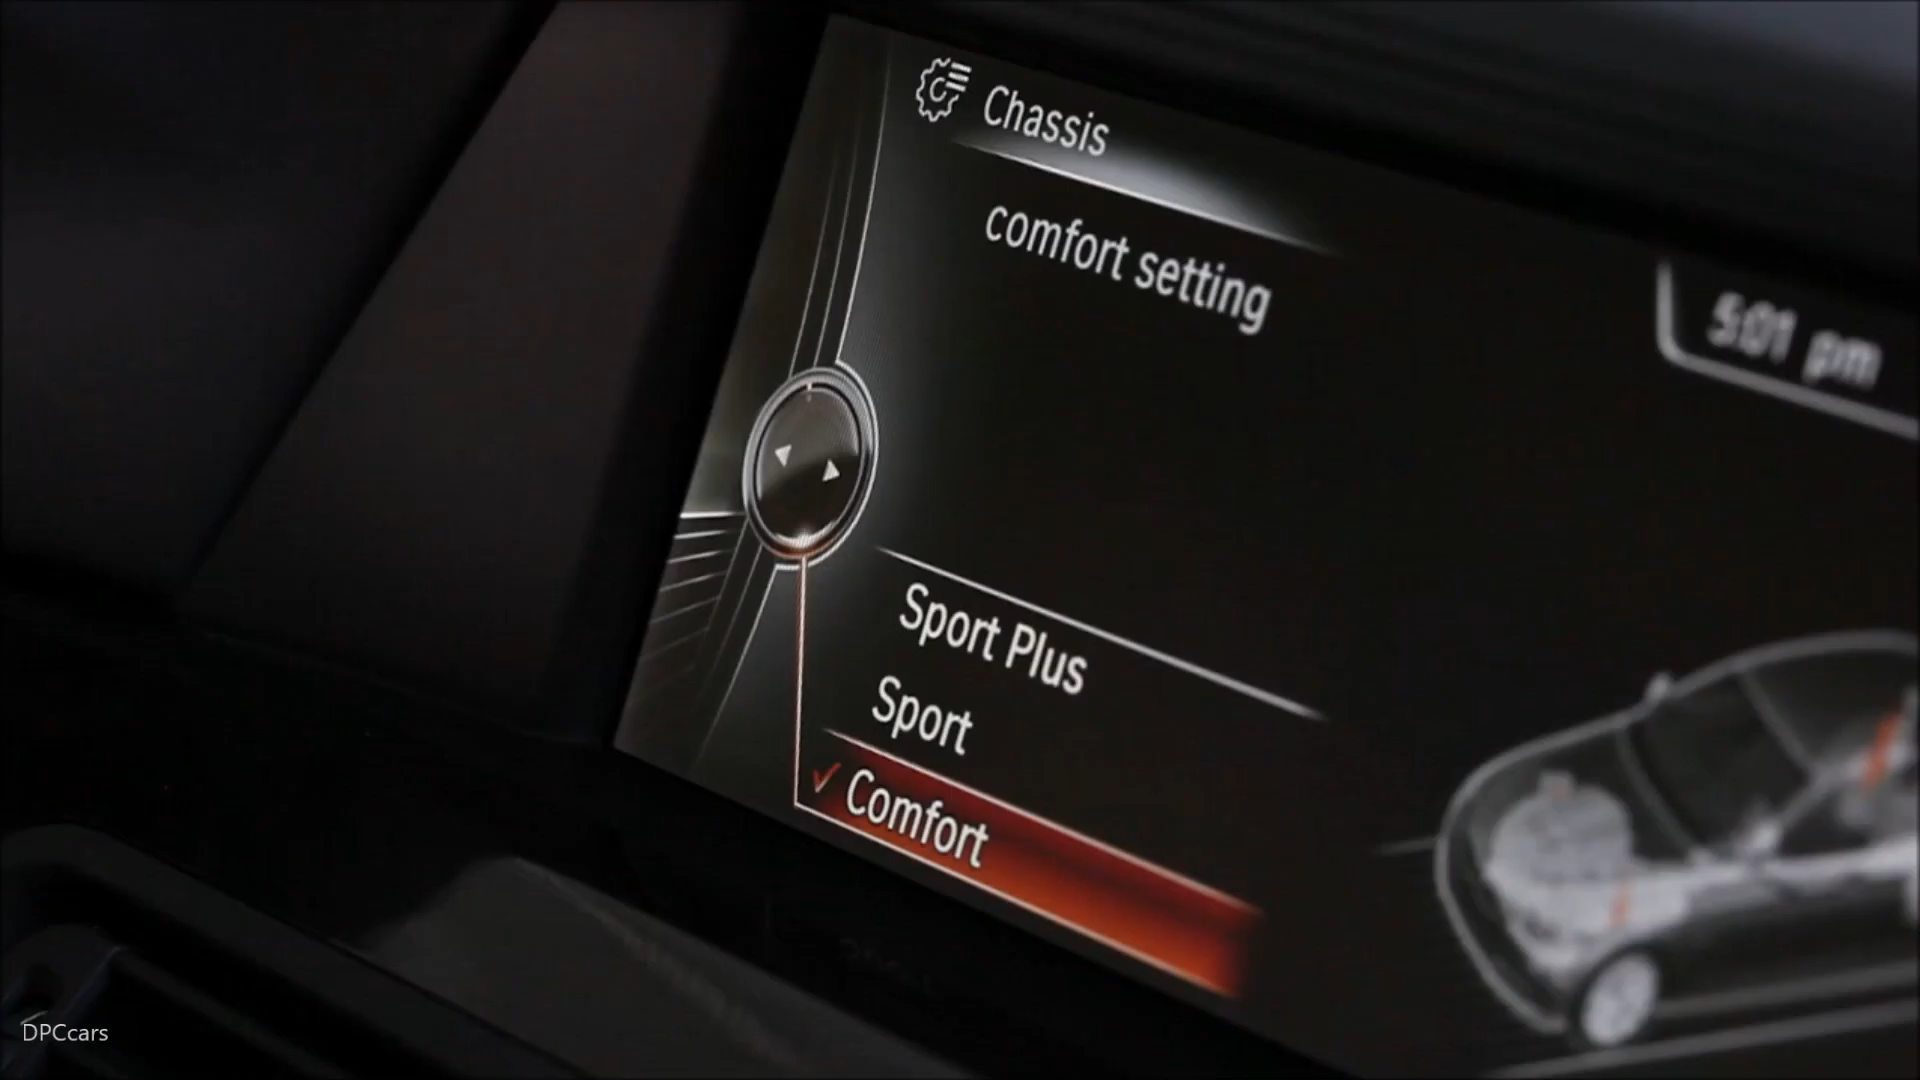 Chassis
comfort setting
5:01 pm
Sport Plus
Sport
Comfort
DPCcars